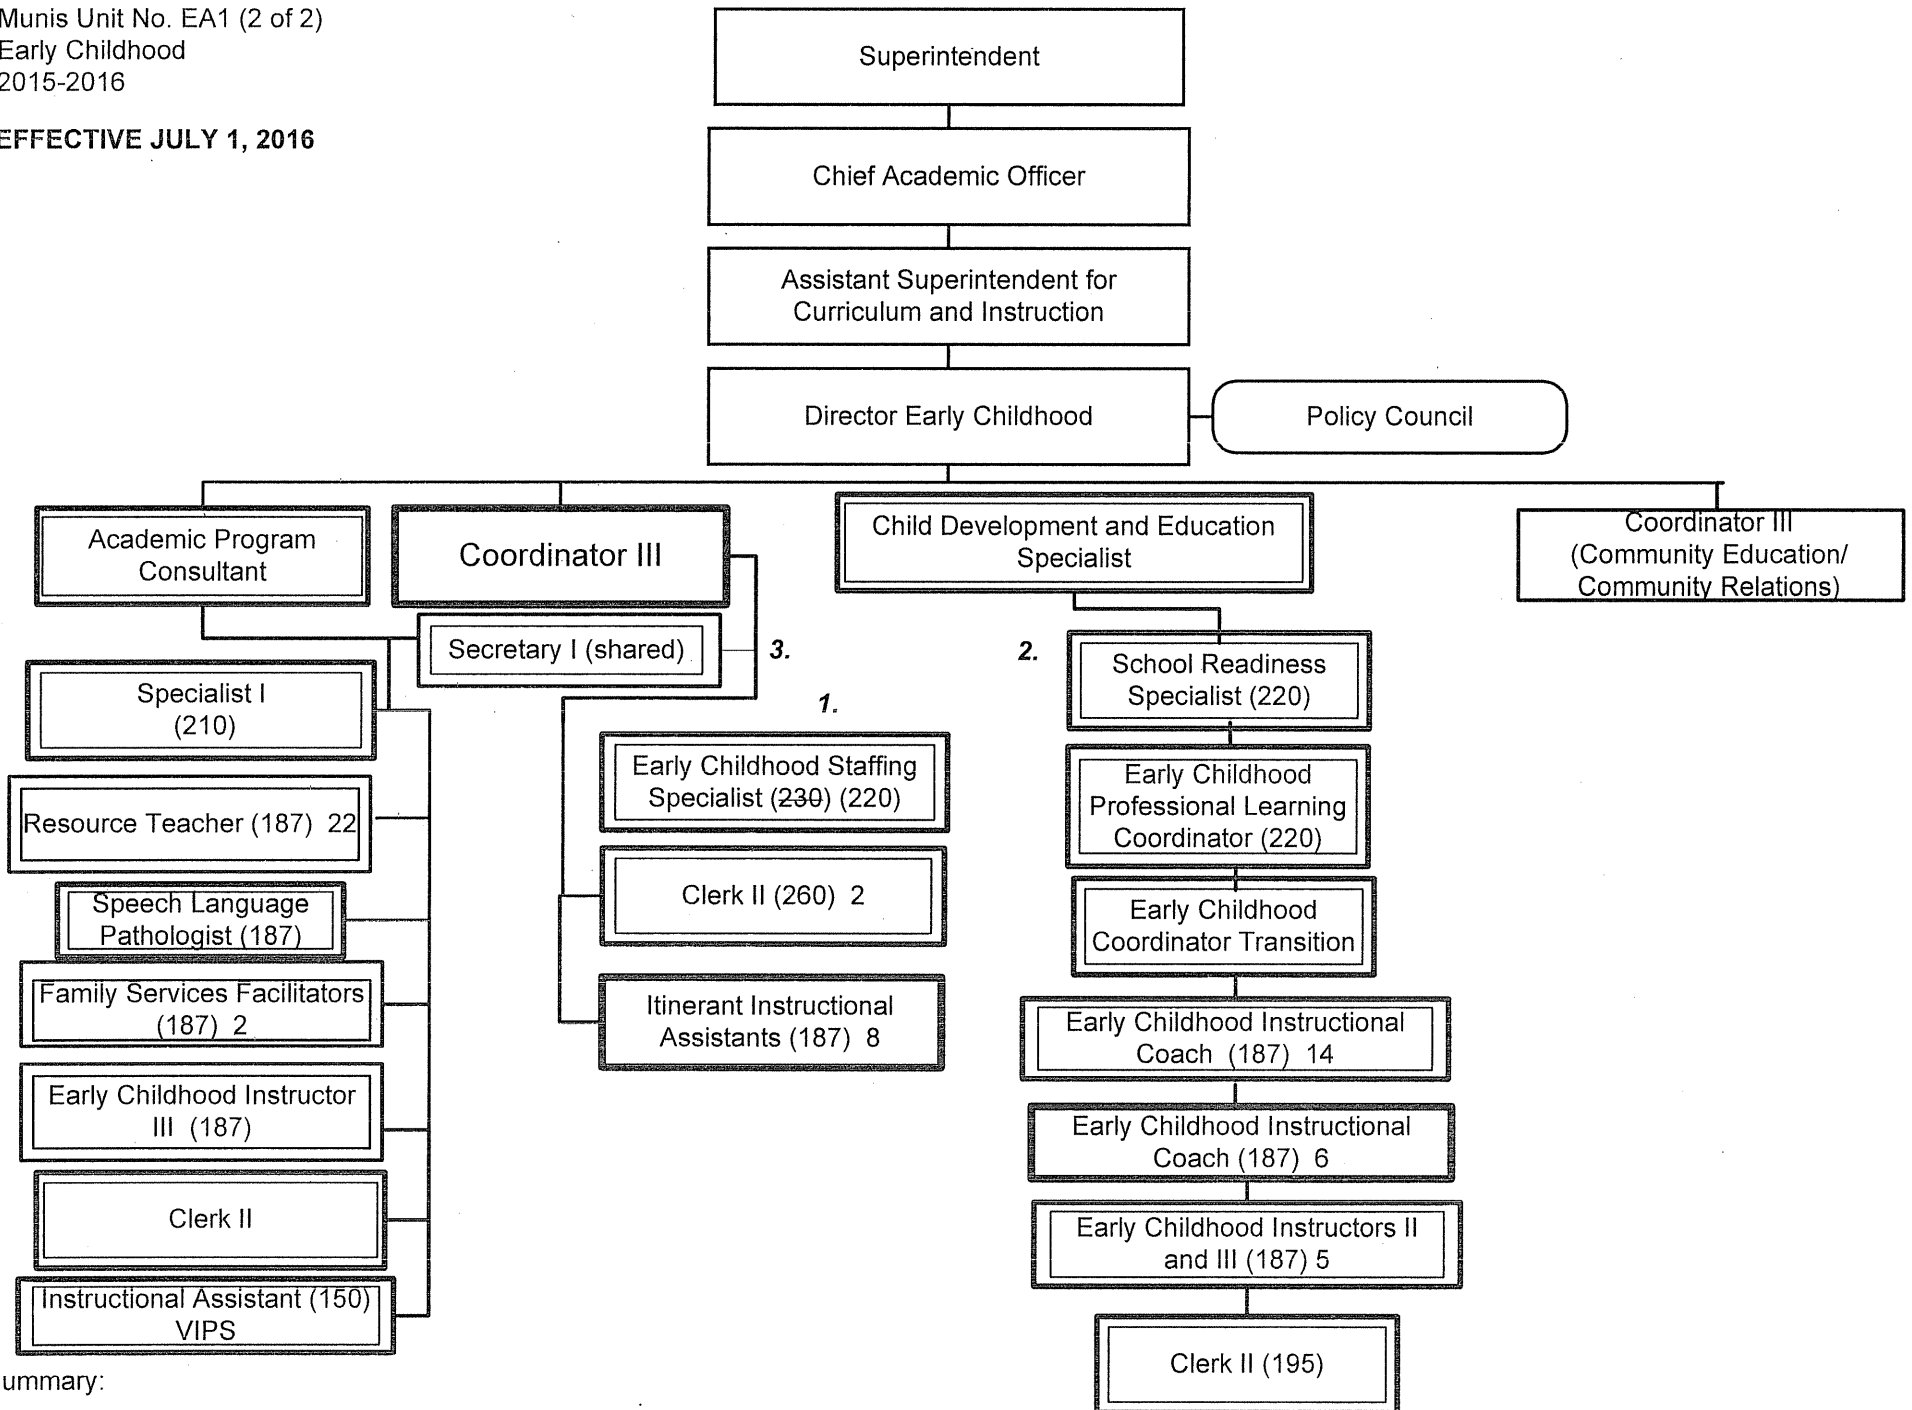 Munis Unit No. EA1 (2 of 2)
Early Childhood
2015-2016
EFFECTIVE JULY 1, 2016
Superintendent
Chief Academic Officer
Assistant Superintendent for
Curriculum and Instruction
Director Early Childhood
Policy Council
Academic Program
Consultant
Coordinator III
Child Development and Education
Specialist
Coordinator III
(Community Education/
Community Relations)
Secretary I (shared)
3.
Specialist I
(210)
Resource Teacher (187) 22
Speech Language
Pathologist (187)
Family Services Facilitators
(187) 2
Early Childhood Instructor
III (187)
Clerk II
Instructional Assistant (150)
VIPS
1.
Early Childhood Staffing
Specialist (230) (220)
Clerk II (260) 2
Itinerant Instructional
Assistants (187) 8
2.
School Readiness
Specialist (220)
Early Childhood
Professional Learning
Coordinator (220)
Early Childhood
Coordinator Transition
Early Childhood Instructional
Coach (187) 14
Early Childhood Instructional
Coach (187) 6
Early Childhood Instructors II
and III (187) 5
Clerk II (195)
ummary: